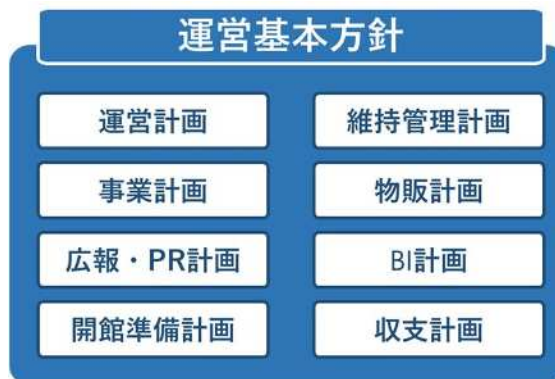 運営基本方針
運営計画
維持管理計画
事業計画
物販計画
広報・PR計画
BI計画
開館準備計画
収支計画